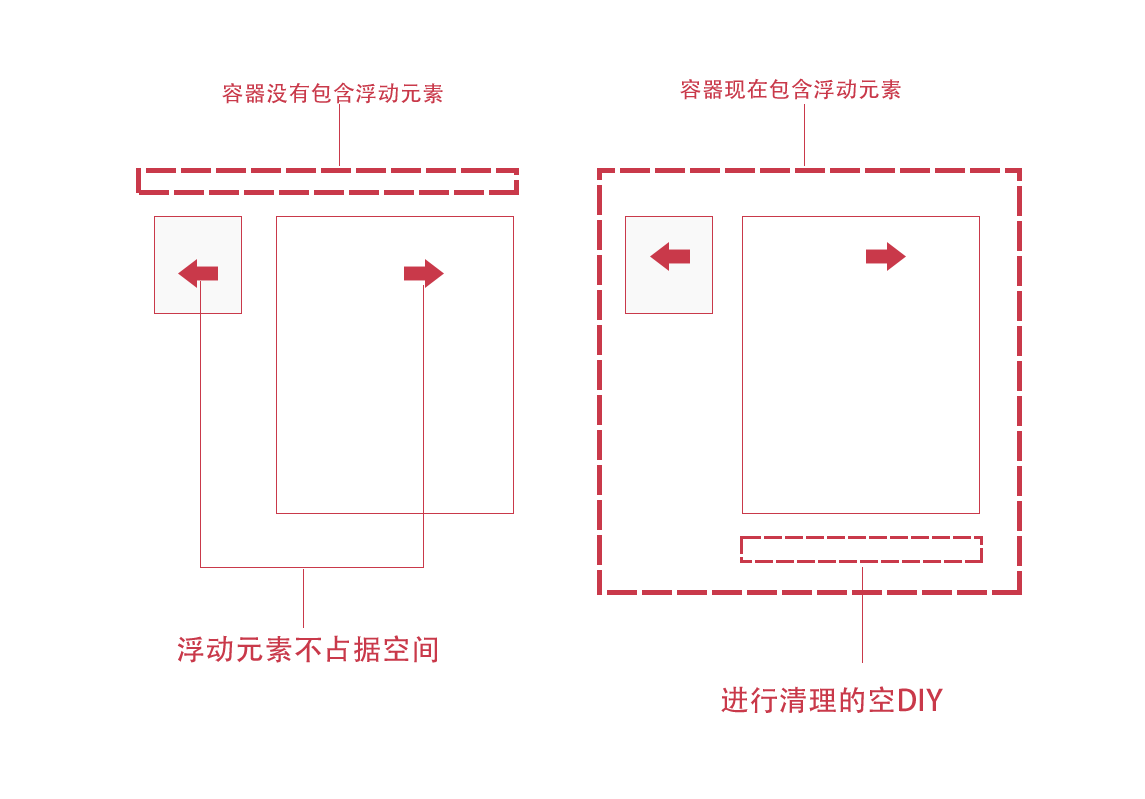 容器没有包含浮动元素
容器现在包含浮动元素
浮动元素不占据空间
进行清理的空DIY